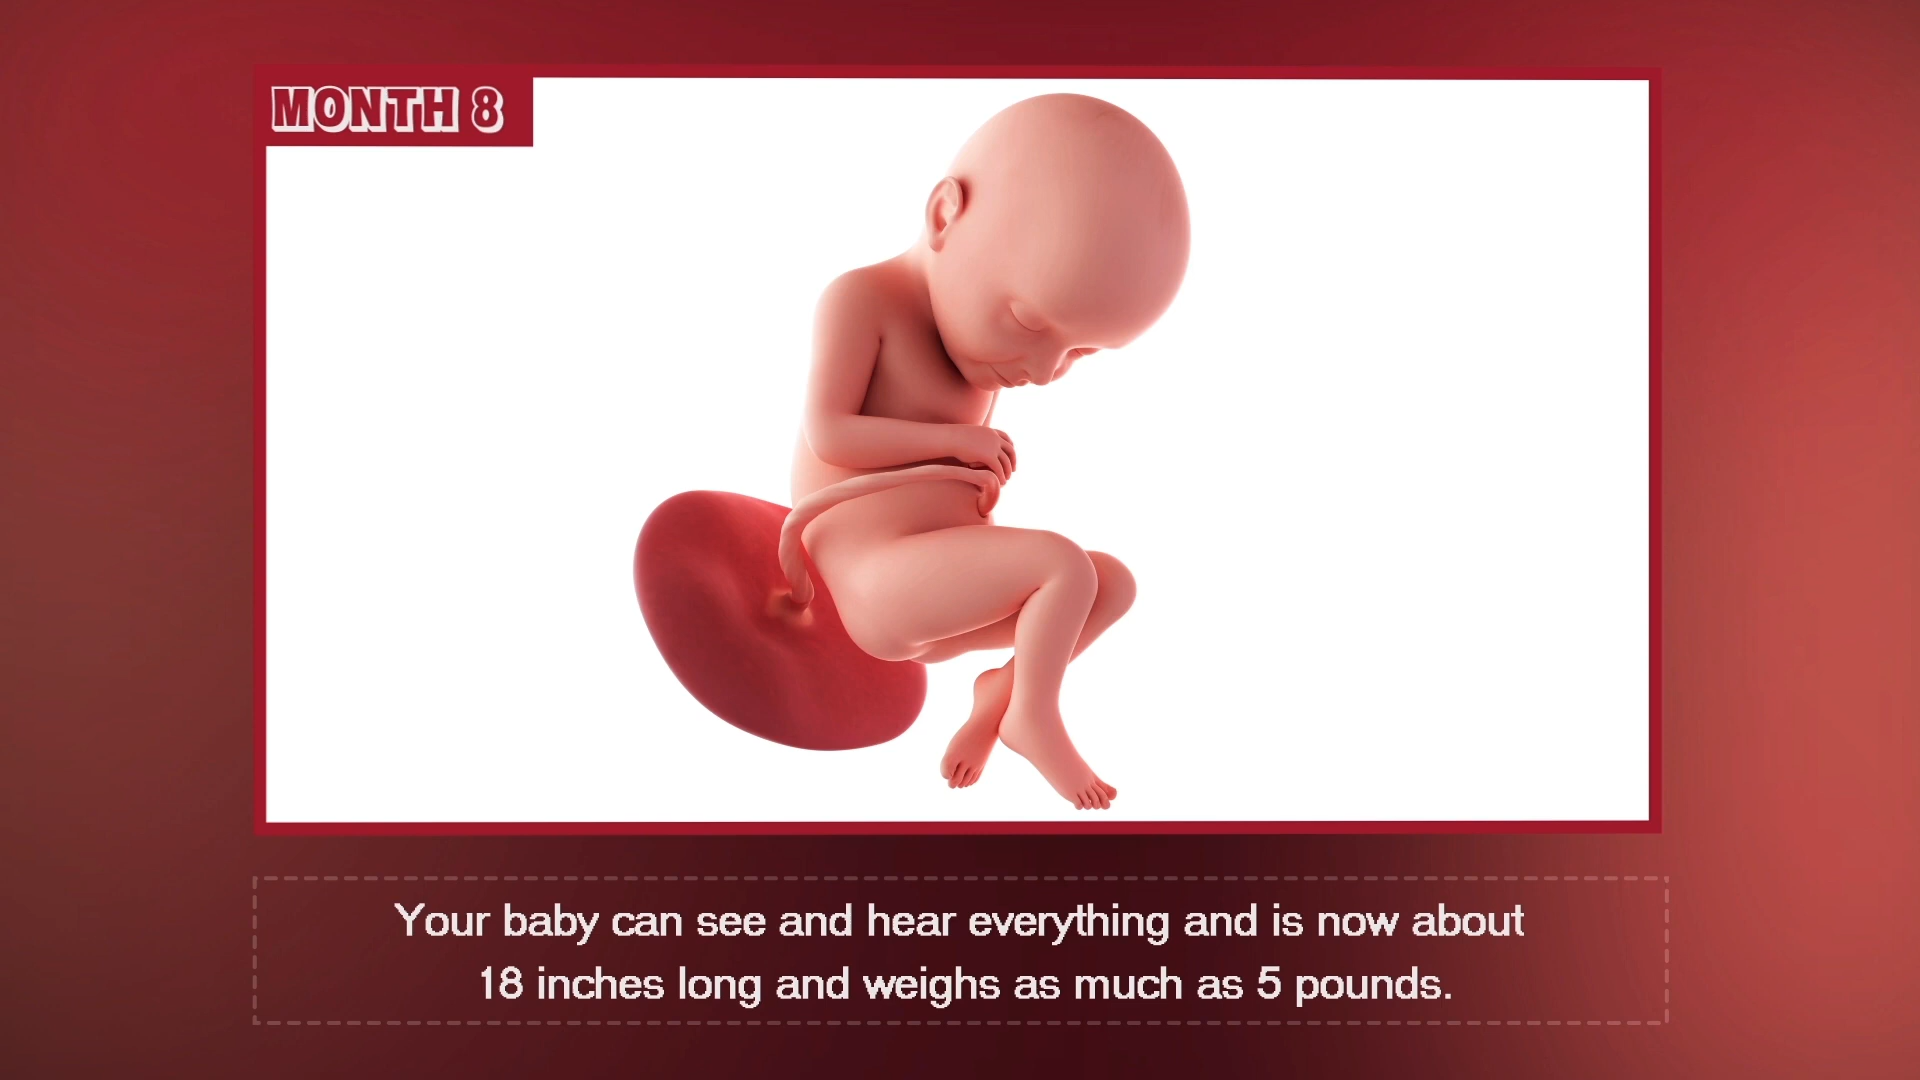 MONTH 8
Your baby can see and hear everything and is now about
18 inches long and weighs as much as 5 pounds.